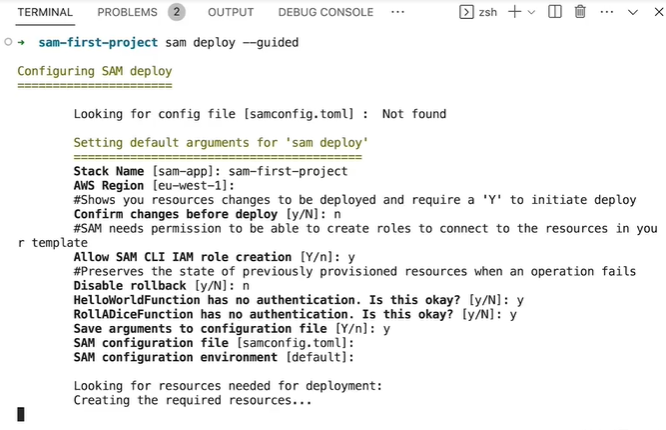 TERMINAL PROBLEMS 2 OUTPUT DEBUG CONSOLE ... zsh
→ sam-first-project sam deploy --guided
Configuring SAM deploy
======================
Looking for config file [samconfig.toml] : Not found
Setting default arguments for 'sam deploy'
=========================================
Stack Name [sam-app]: sam-first-project
AWS Region [eu-west-1]:
#Shows you resources changes to be deployed and require a 'Y' to initiate deploy
Confirm changes before deploy [y/N]: n
#SAM needs permission to be able to create roles to connect to the resources in you
r template
Allow SAM CLI IAM role creation [Y/n]: y
#Preserves the state of previously provisioned resources when an operation fails
Disable rollback [y/N]: n
HelloWorldFunction has no authentication. Is this okay? [y/N]: y
RollADiceFunction has no authentication. Is this okay? [y/N]: y
Save arguments to configuration file [Y/n]: y
SAM configuration file [samconfig.toml]:
SAM configuration environment [default]:
Looking for resources needed for deployment:
Creating the required resources...